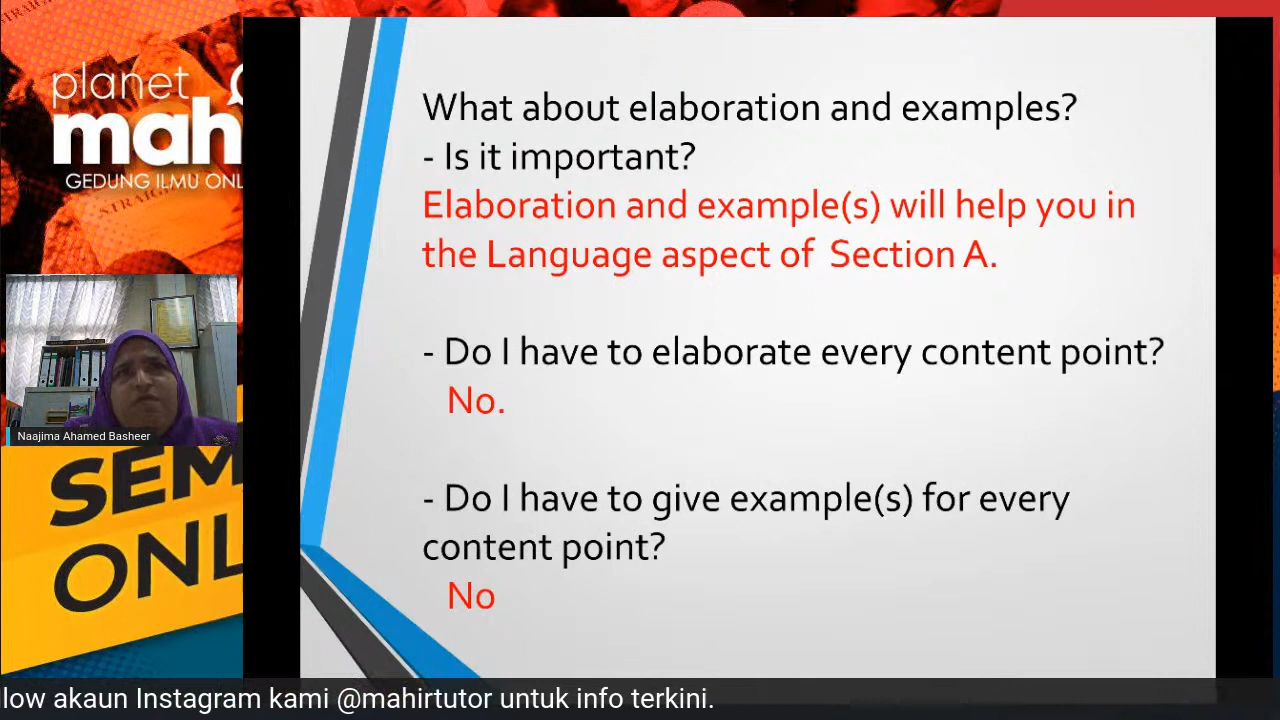 planet
mah
GEDUNG ILMU ONL
What about elaboration and examples?
- Is it important?
Elaboration and example(s) will help you in
the Language aspect of Section A.
- Do I have to elaborate every content point?
No.
- Do I have to give example(s) for every
content point?
No
Naajima Ahamed Basheer
SEM
ONL
llow akaun Instagram kami @mahirtutor untuk info terkini.